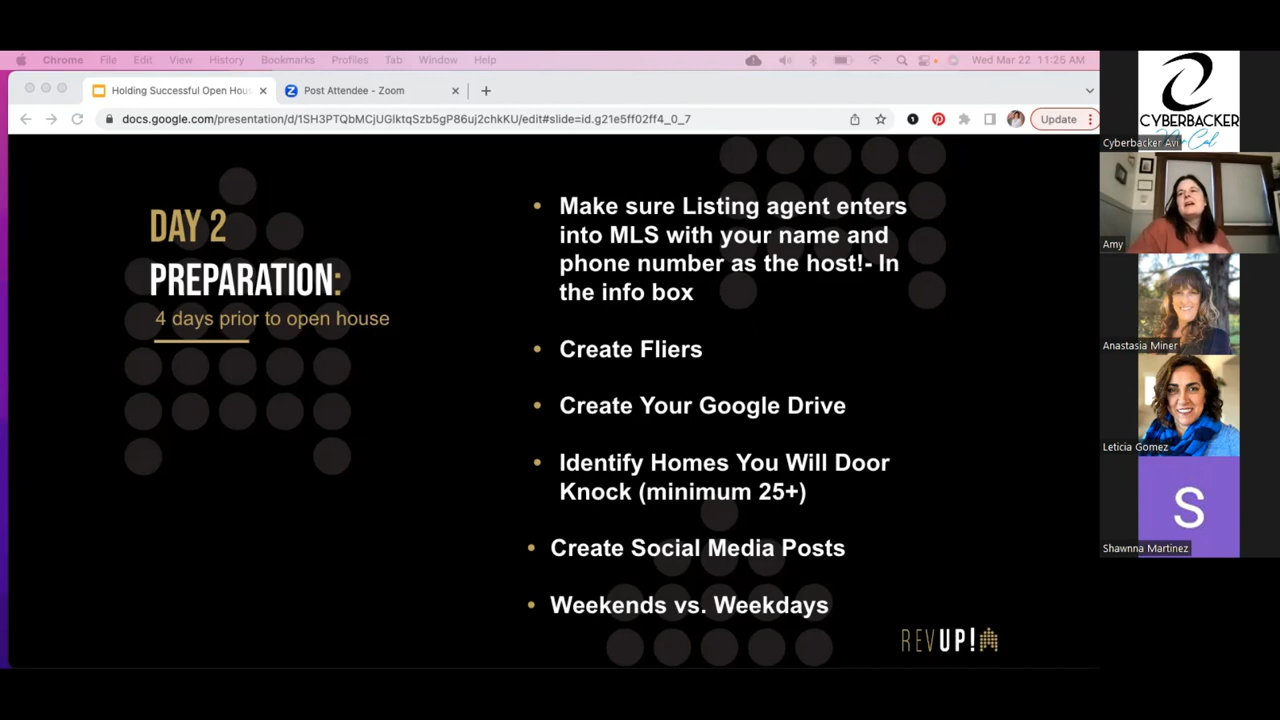 Chrome File Edit View History Bookmarks Profiles Tab Window Help
Wed Mar 22 11:25 AM
Holding Successful Open Hou
Post Attendee - Zoom
docs.google.com/presentation/d/1SH3PTQbMCjUGlktqSzb5gP86uj2chkKU/edit#slide=id.g21e5ff02ff4_0_7
Update
DAY 2
PREPARATION:
4 days prior to open house
• Make sure Listing agent enters
into MLS with your name and
phone number as the host!- In
the info box
• Create Fliers
• Create Your Google Drive
• Identify Homes You Will Door
Knock (minimum 25+)
• Create Social Media Posts
• Weekends vs. Weekdays
REVUP!
CYBERBACKER
NorCal
Cyberbacker Avi
Amy
Anastasia Miner
Leticia Gomez
S
Shawnna Martinez